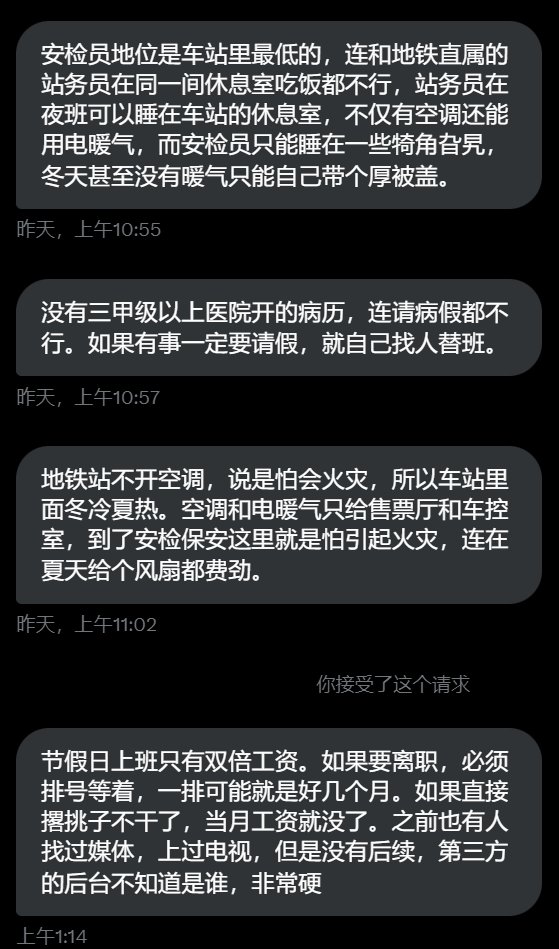 安检员地位是车站里最低的，连和地铁直属的
站务员在同一间休息室吃饭都不行，站务员在
夜班可以睡在车站的休息室，不仅有空调还能
用电暖气，而安检员只能睡在一些犄角旮旯，
冬天甚至没有暖气只能自己带个厚被盖。
昨天，上午10:55
没有三甲级以上医院开的病历，连请病假都不
行。如果有事一定要请假，就自己找人替班。
昨天，上午10:57
地铁站不开空调，说是怕会火灾，所以车站里
面冬冷夏热。空调和电暖气只给售票厅和车控
室，到了安检保安这里就是怕引起火灾，连在
夏天给个风扇都费劲。
昨天，上午11:02
你接受了这个请求
节假日上班只有双倍工资。如果要离职，必须
排号等着，一排可能就是好几个月。如果直接
撂挑子不干了，当月工资就没了。之前也有人
找过媒体，上过电视，但是没有后续，第三方
的后台不知道是谁，非常硬
上午1:14